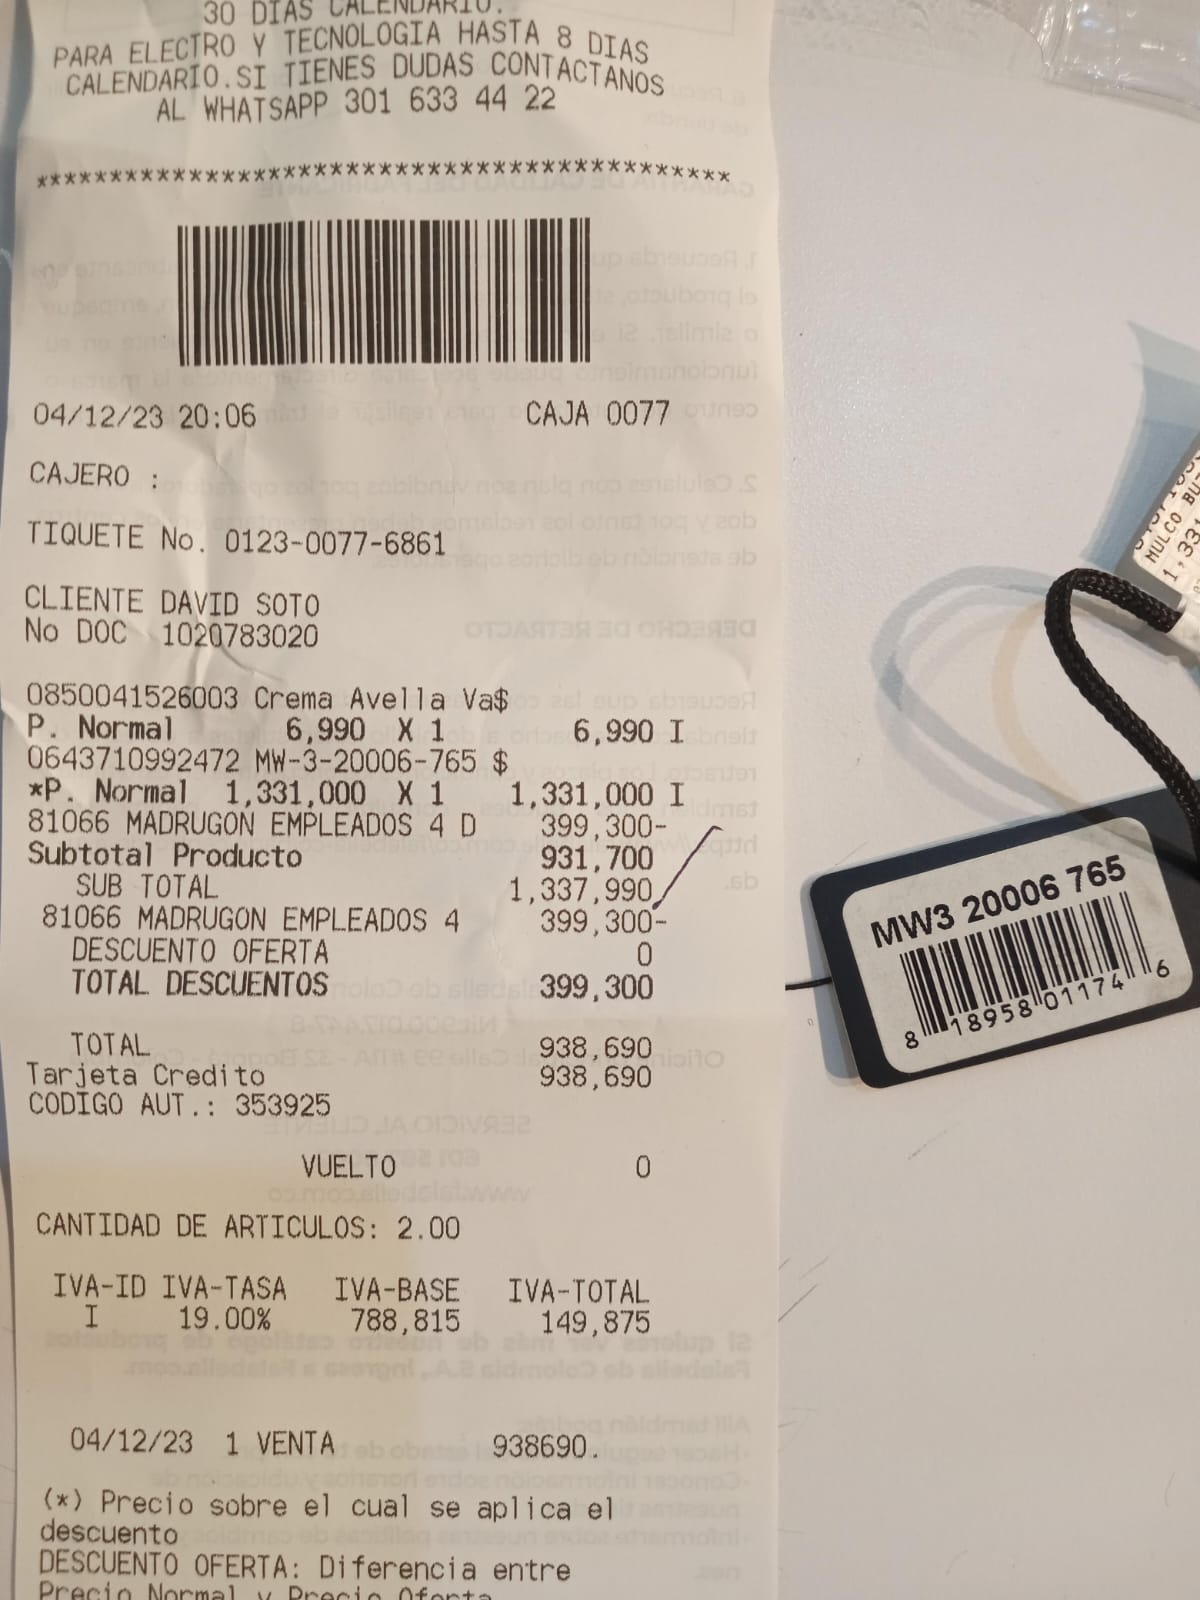 30 DIAS CALENDARIO.
PARA ELECTRO Y TECNOLOGIA HASTA 8 DIAS
CALENDARIO.SI TIENES DUDAS CONTACTANOS
AL WHATSAPP 301 633 44 22
************************************************
04/12/23 20:06 CAJA 0077
CAJERO :
TIQUETE No. 0123-0077-6861
CLIENTE DAVID SOTO
No DOC 1020783020
0850041526003 Crema Avella Va$
P. Normal 6,990 X 1 6,990 I
0643710992472 MW-3-20006-765 $
*P. Normal 1,331,000 X 1 1,331,000 I
81066 MADRUGON EMPLEADOS 4 D 399,300-
Subtotal Producto 931,700
SUB TOTAL 1,337,990
81066 MADRUGON EMPLEADOS 4 399,300-
DESCUENTO OFERTA 0
TOTAL DESCUENTOS 399,300
TOTAL 938,690
Tarjeta Credito 938,690
CODIGO AUT.: 353925
VUELTO 0
CANTIDAD DE ARTICULOS: 2.00
IVA-ID IVA-TASA IVA-BASE IVA-TOTAL
I 19.00% 788,815 149,875
04/12/23 1 VENTA 938690.
(*) Precio sobre el cual se aplica el
descuento
DESCUENTO OFERTA: Diferencia entre
Precio Normal y Precio Oferta
MULCO
1,33
MW3 20006 765
8 18958 01174 6